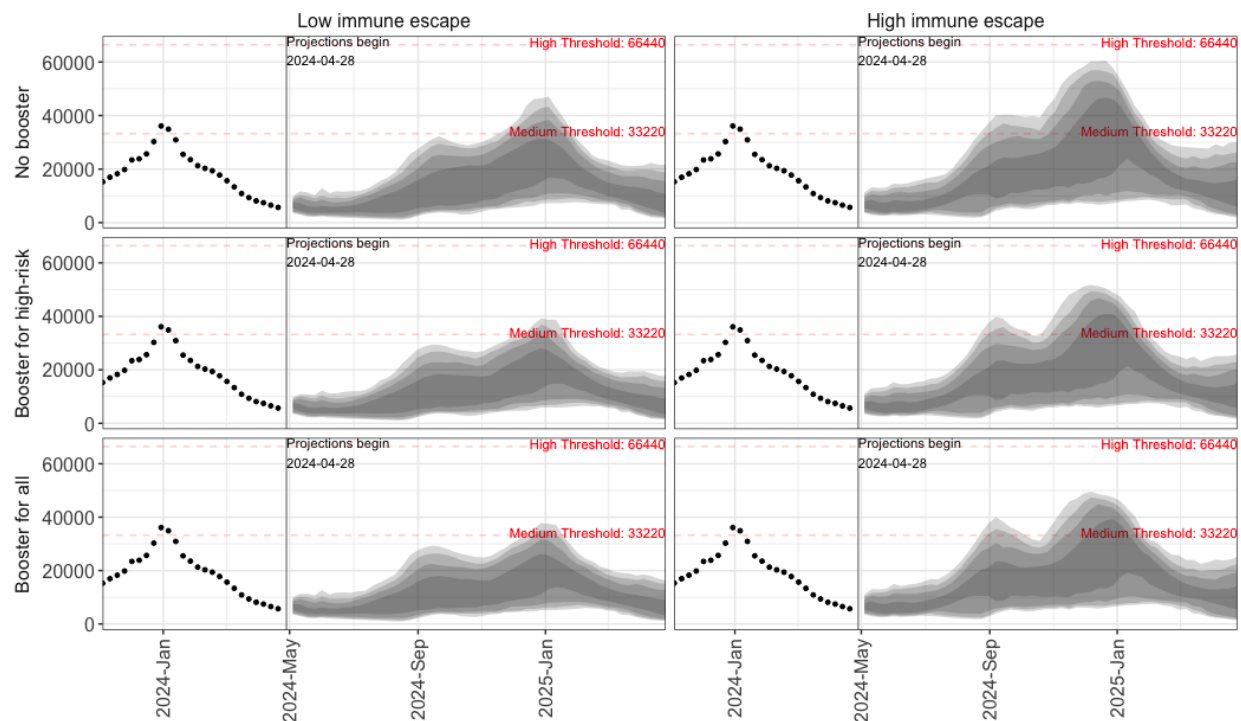 Low immune escape
High immune escape
No booster
60000
40000
20000
0
Projections begin
2024-04-28
High Threshold: 66440
Medium Threshold: 33220
Projections begin
2024-04-28
High Threshold: 66440
Medium Threshold: 33220
Booster for high-risk
60000
40000
20000
0
Projections begin
2024-04-28
High Threshold: 66440
Medium Threshold: 33220
Projections begin
2024-04-28
High Threshold: 66440
Medium Threshold: 33220
Booster for all
60000
40000
20000
0
Projections begin
2024-04-28
High Threshold: 66440
Medium Threshold: 33220
Projections begin
2024-04-28
High Threshold: 66440
Medium Threshold: 33220
2024-Jan
2024-May
2024-Sep
2025-Jan
2024-Jan
2024-May
2024-Sep
2025-Jan